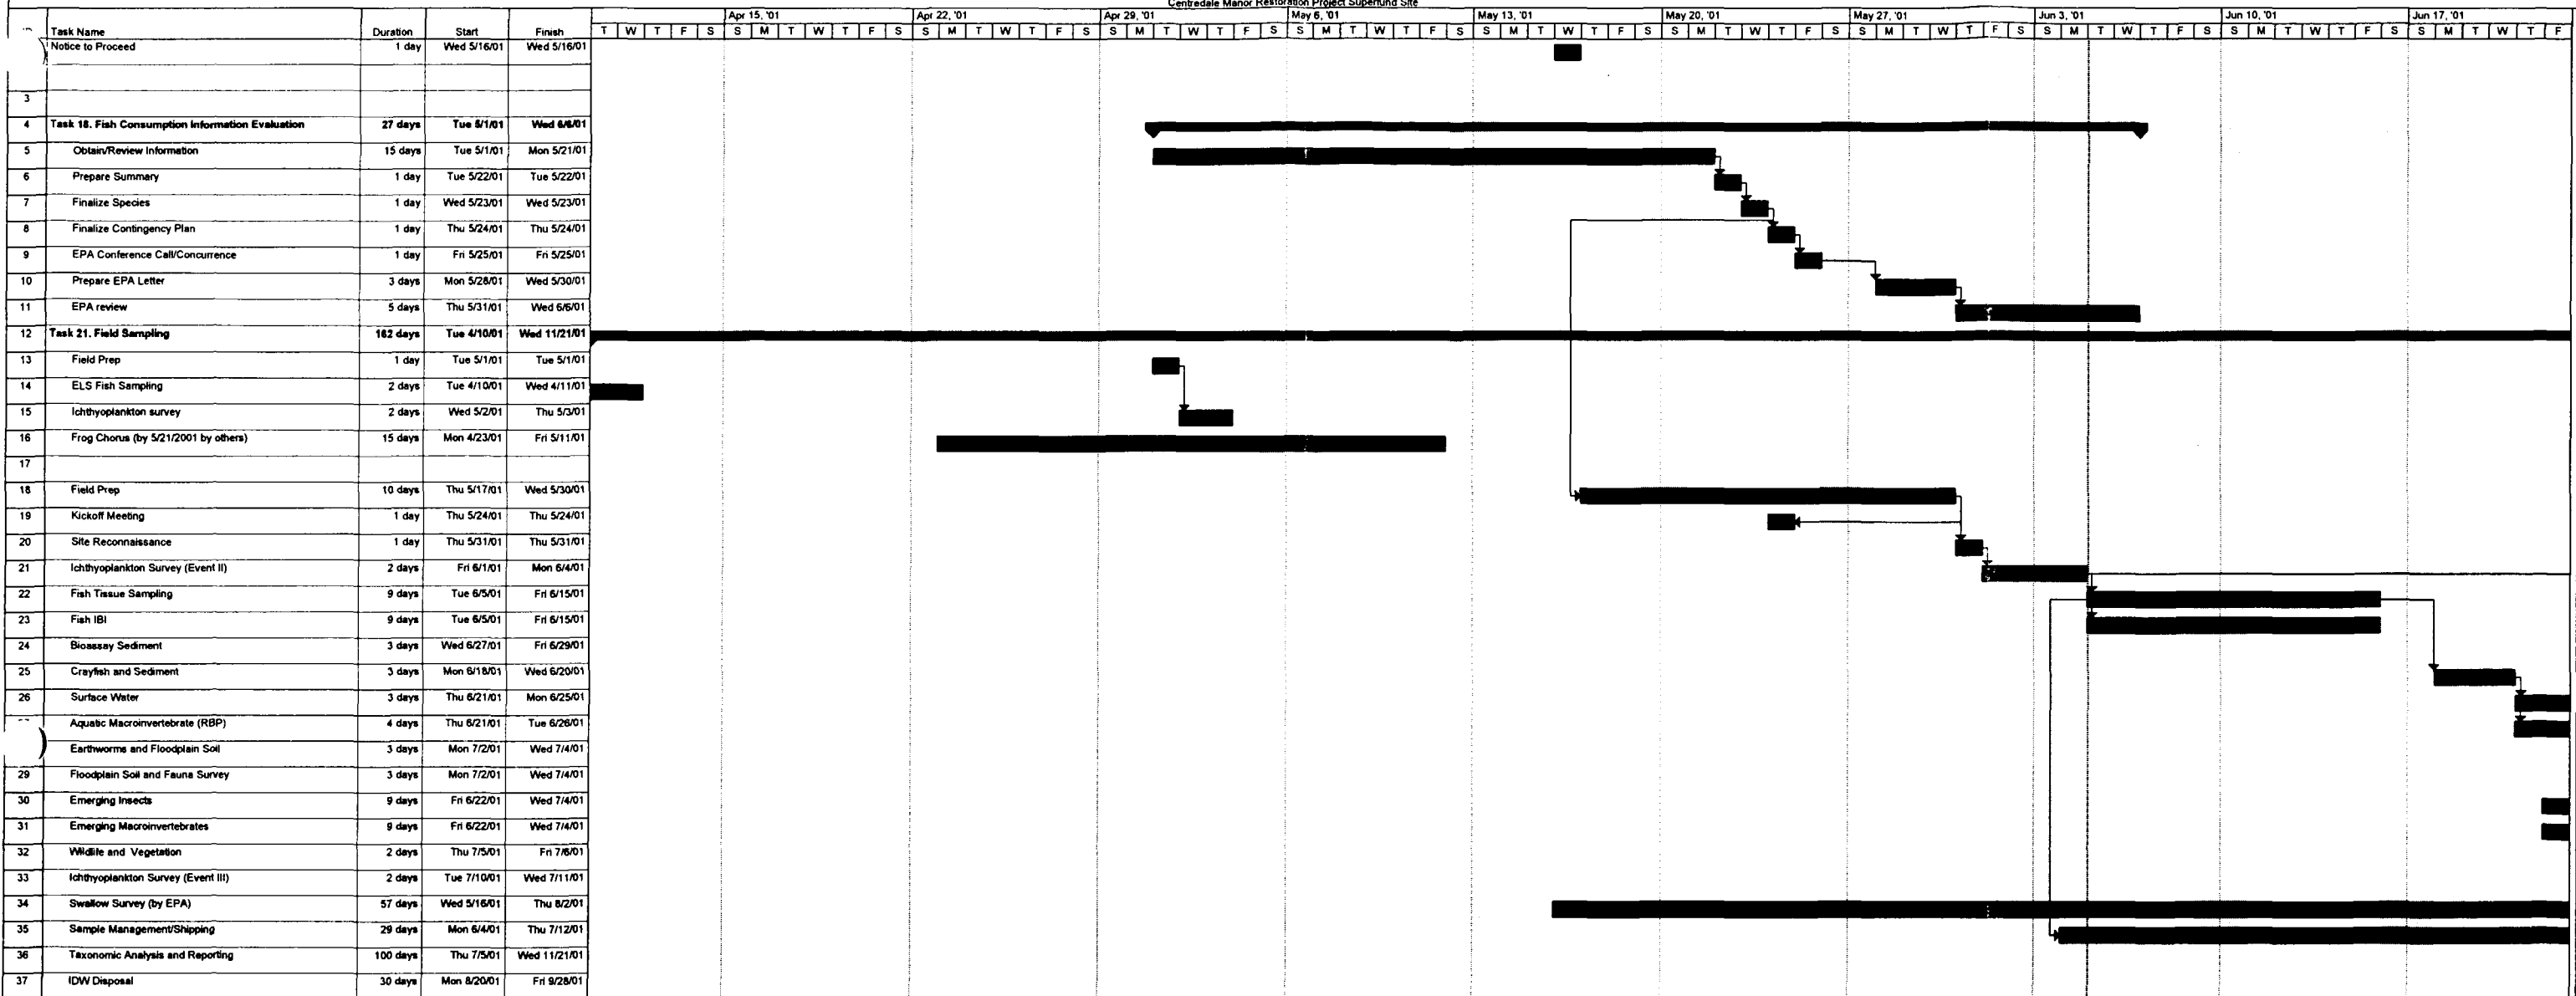 Centredale Manor Restoration Project Superfund Site
Apr 15, '01 Apr 22, '01 Apr 29, '01 May 6, '01 May 13, '01 May 20, '01 May 27, '01 Jun 3, '01 Jun 10, '01 Jun 17, '01
Task Name Duration Start Finish T W T F S S M T W T F S S M T W T F S S M T W T F S S M T W T F S S M T W T F S S M T W T F S S M T W T F S S M T W T F S S M T W T F S S M T W T F
Notice to Proceed 1 day Wed 5/16/01 Wed 5/16/01
3
4 Task 18. Fish Consumption Information Evaluation 27 days Tue 5/1/01 Wed 6/6/01
5 Obtain/Review Information 15 days Tue 5/1/01 Mon 5/21/01
6 Prepare Summary 1 day Tue 5/22/01 Tue 5/22/01
7 Finalize Species 1 day Wed 5/23/01 Wed 5/23/01
8 Finalize Contingency Plan 1 day Thu 5/24/01 Thu 5/24/01
9 EPA Conference Call/Concurrence 1 day Fri 5/25/01 Fri 5/25/01
10 Prepare EPA Letter 3 days Mon 5/28/01 Wed 5/30/01
11 EPA review 5 days Thu 5/31/01 Wed 6/6/01
12 Task 21. Field Sampling 162 days Tue 4/10/01 Wed 11/21/01
13 Field Prep 1 day Tue 5/1/01 Tue 5/1/01
14 ELS Fish Sampling 2 days Tue 4/10/01 Wed 4/11/01
15 Ichthyoplankton survey 2 days Wed 5/2/01 Thu 5/3/01
16 Frog Chorus (by 5/21/2001 by others) 15 days Mon 4/23/01 Fri 5/11/01
17
18 Field Prep 10 days Thu 5/17/01 Wed 5/30/01
19 Kickoff Meeting 1 day Thu 5/24/01 Thu 5/24/01
20 Site Reconnaissance 1 day Thu 5/31/01 Thu 5/31/01
21 Ichthyoplankton Survey (Event II) 2 days Fri 6/1/01 Mon 6/4/01
22 Fish Tissue Sampling 9 days Tue 6/5/01 Fri 6/15/01
23 Fish IBI 9 days Tue 6/5/01 Fri 6/15/01
24 Bioassay Sediment 3 days Wed 6/27/01 Fri 6/29/01
25 Crayfish and Sediment 3 days Mon 6/18/01 Wed 6/20/01
26 Surface Water 3 days Thu 6/21/01 Mon 6/25/01
Aquatic Macroinvertebrate (RBP) 4 days Thu 6/21/01 Tue 6/26/01
Earthworms and Floodplain Soil 3 days Mon 7/2/01 Wed 7/4/01
29 Floodplain Soil and Fauna Survey 3 days Mon 7/2/01 Wed 7/4/01
30 Emerging Insects 9 days Fri 6/22/01 Wed 7/4/01
31 Emerging Macroinvertebrates 9 days Fri 6/22/01 Wed 7/4/01
32 Wildlife and Vegetation 2 days Thu 7/5/01 Fri 7/6/01
33 Ichthyoplankton Survey (Event III) 2 days Tue 7/10/01 Wed 7/11/01
34 Swallow Survey (by EPA) 57 days Wed 5/16/01 Thu 8/2/01
35 Sample Management/Shipping 29 days Mon 6/4/01 Thu 7/12/01
36 Taxonomic Analysis and Reporting 100 days Thu 7/5/01 Wed 11/21/01
37 IDW Disposal 30 days Mon 8/20/01 Fri 9/28/01